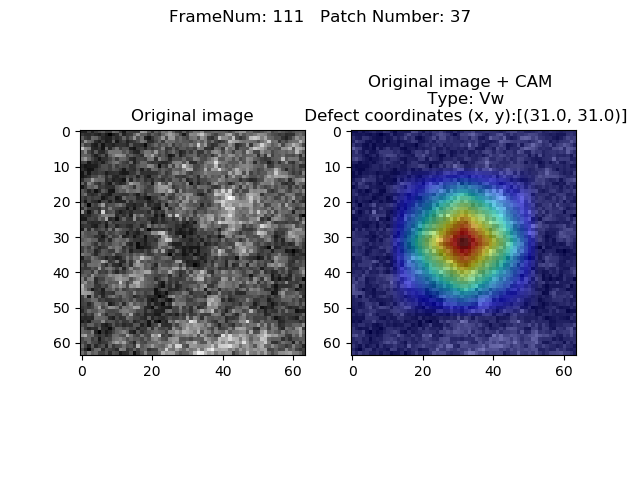 FrameNum: 111   Patch Number: 37
Original image
Original image + CAM
Type: Vw
Defect coordinates (x, y):[(31.0, 31.0)]
0
10
20
30
40
50
60
0 20 40 60
0
10
20
30
40
50
60
0 20 40 60